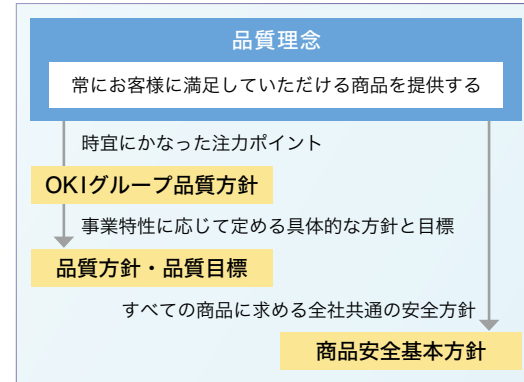 品質理念
常にお客様に満足していただける商品を提供する
時宜にかなった注力ポイント
OKIグループ品質方針
事業特性に応じて定める具体的な方針と目標
品質方針・品質目標
すべての商品に求める全社共通の安全方針
商品安全基本方針